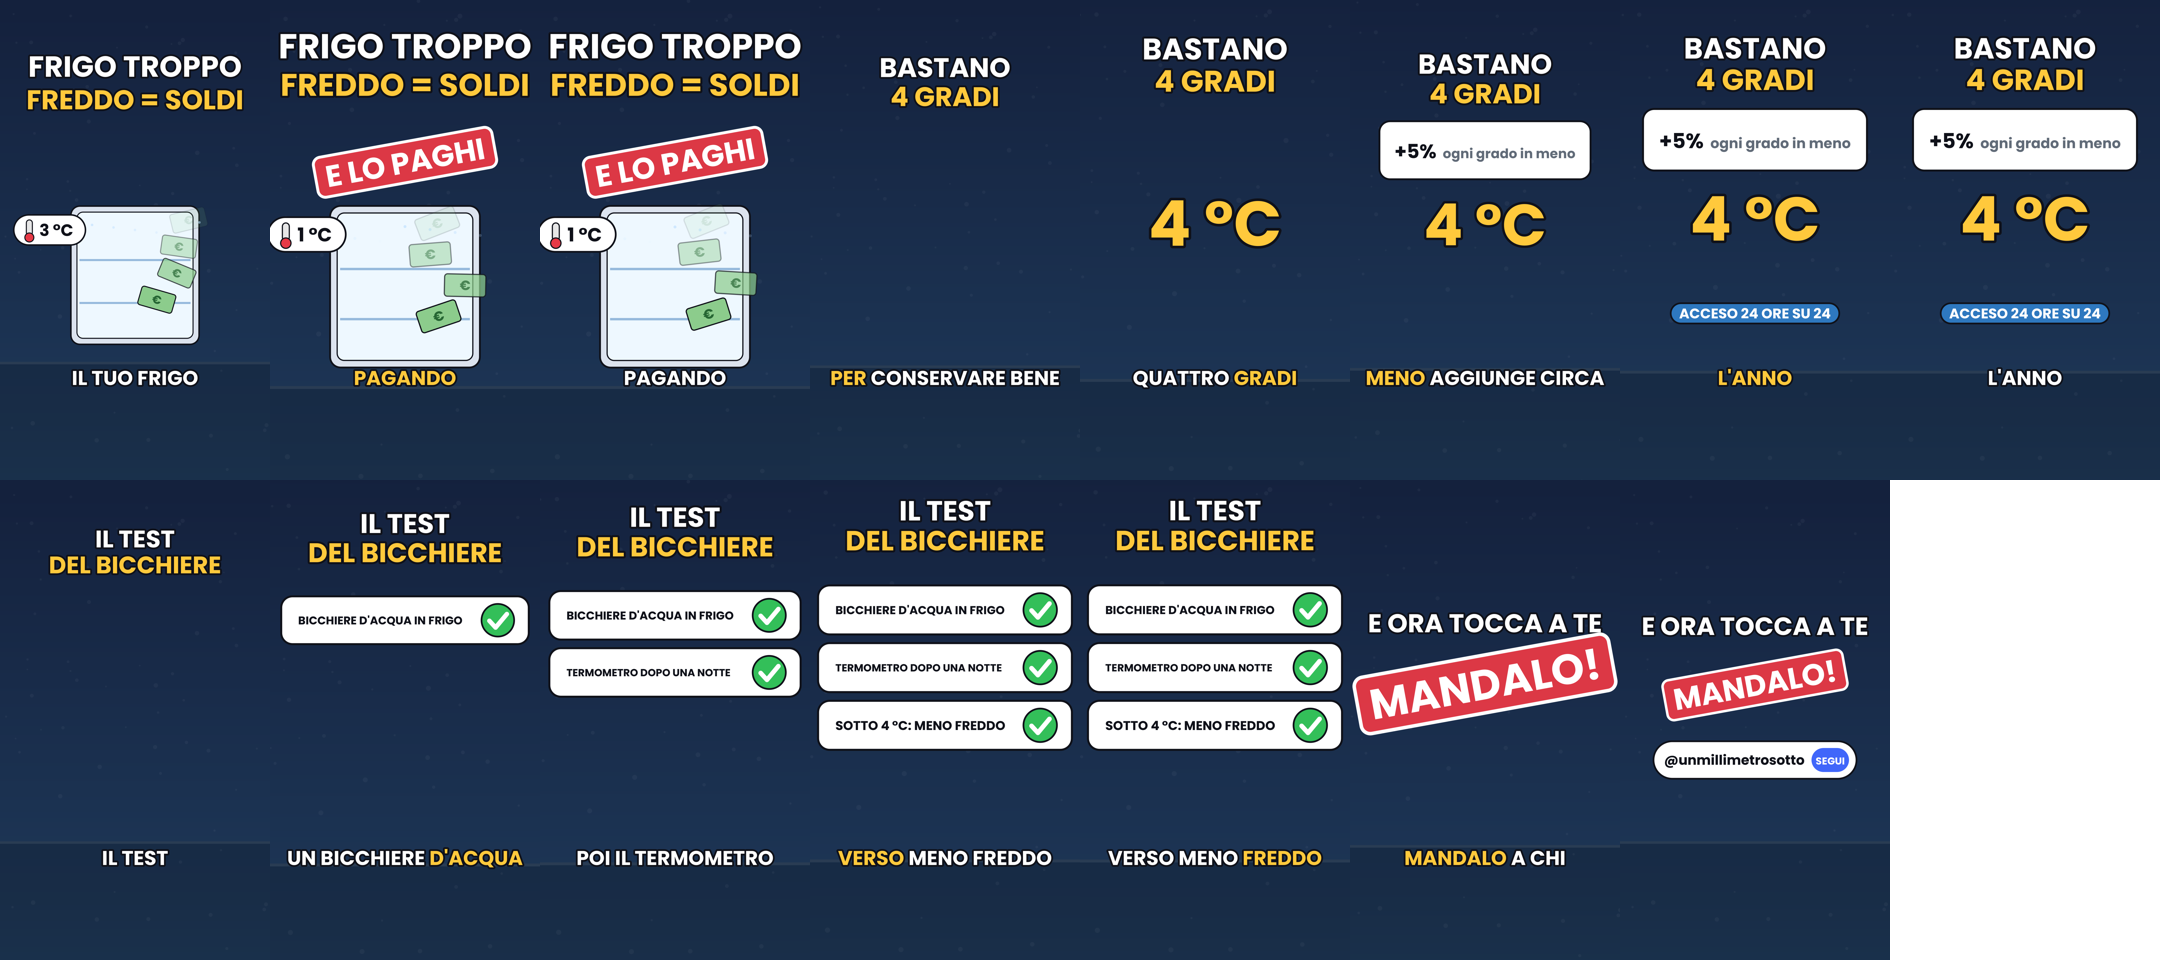 FRIGO TROPPO
FREDDO = SOLDI
3 °C
€
€
€
€
IL TUO FRIGO
FRIGO TROPPO
FREDDO = SOLDI
E LO PAGHI
1 °C
€
€
€
€
PAGANDO
FRIGO TROPPO
FREDDO = SOLDI
E LO PAGHI
1 °C
€
€
€
€
PAGANDO
BASTANO
4 GRADI
PER CONSERVARE BENE
BASTANO
4 GRADI
4 °C
QUATTRO GRADI
BASTANO
4 GRADI
+5% ogni grado in meno
4 °C
MENO AGGIUNGE CIRCA
BASTANO
4 GRADI
+5% ogni grado in meno
4 °C
ACCESO 24 ORE SU 24
L'ANNO
BASTANO
4 GRADI
+5% ogni grado in meno
4 °C
ACCESO 24 ORE SU 24
L'ANNO
IL TEST
DEL BICCHIERE
IL TEST
IL TEST
DEL BICCHIERE
BICCHIERE D'ACQUA IN FRIGO
UN BICCHIERE D'ACQUA
IL TEST
DEL BICCHIERE
BICCHIERE D'ACQUA IN FRIGO
TERMOMETRO DOPO UNA NOTTE
POI IL TERMOMETRO
IL TEST
DEL BICCHIERE
BICCHIERE D'ACQUA IN FRIGO
TERMOMETRO DOPO UNA NOTTE
SOTTO 4 °C: MENO FREDDO
VERSO MENO FREDDO
IL TEST
DEL BICCHIERE
BICCHIERE D'ACQUA IN FRIGO
TERMOMETRO DOPO UNA NOTTE
SOTTO 4 °C: MENO FREDDO
VERSO MENO FREDDO
E ORA TOCCA A TE
MANDALO!
MANDALO A CHI
E ORA TOCCA A TE
MANDALO!
@unmillimetrosotto SEGUI